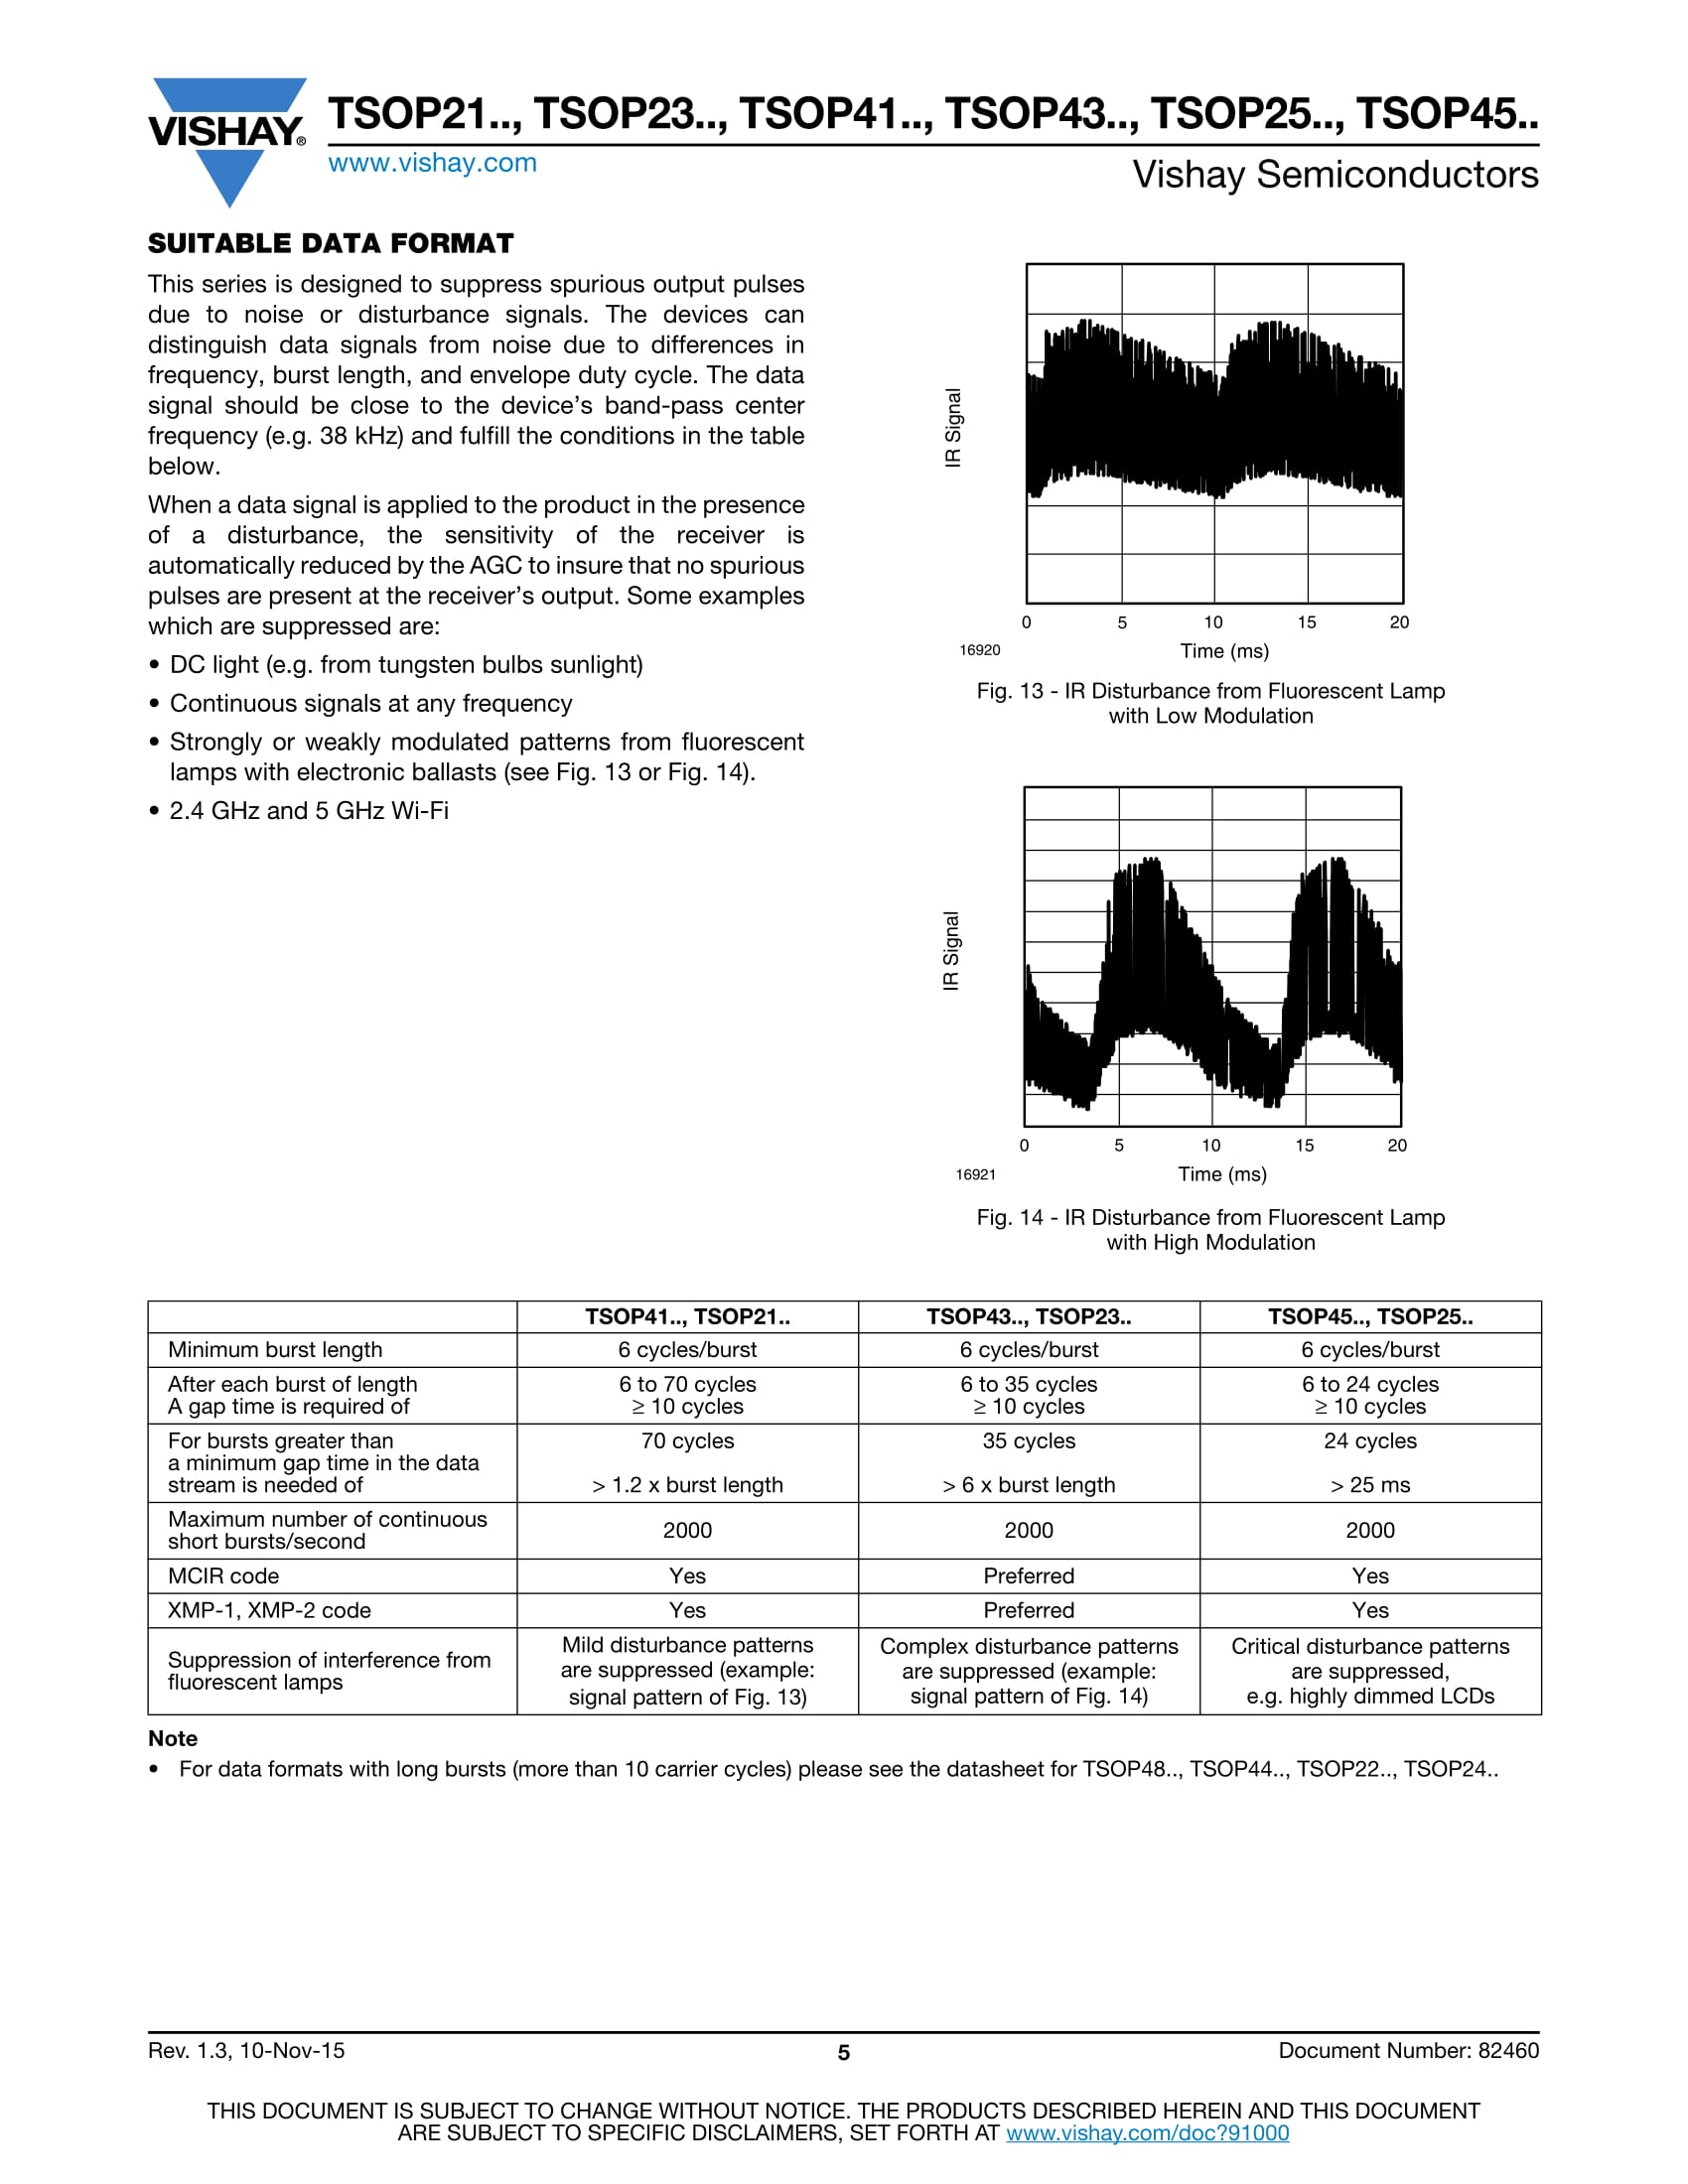 VISHAY®
TSOP21.., TSOP23.., TSOP41.., TSOP43.., TSOP25.., TSOP45..
www.vishay.com
Vishay Semiconductors
SUITABLE DATA FORMAT
This series is designed to suppress spurious output pulses
due to noise or disturbance signals. The devices can
distinguish data signals from noise due to differences in
frequency, burst length, and envelope duty cycle. The data
signal should be close to the device's band-pass center
frequency (e.g. 38 kHz) and fulfill the conditions in the table
below.
When a data signal is applied to the product in the presence
of a disturbance, the sensitivity of the receiver is
automatically reduced by the AGC to insure that no spurious
pulses are present at the receiver's output. Some examples
which are suppressed are:
• DC light (e.g. from tungsten bulbs sunlight)
• Continuous signals at any frequency
• Strongly or weakly modulated patterns from fluorescent
lamps with electronic ballasts (see Fig. 13 or Fig. 14).
• 2.4 GHz and 5 GHz Wi-Fi
IR Signal
0 5 10 15 20
16920 Time (ms)
Fig. 13 - IR Disturbance from Fluorescent Lamp
with Low Modulation
IR Signal
0 5 10 15 20
16921 Time (ms)
Fig. 14 - IR Disturbance from Fluorescent Lamp
with High Modulation
TSOP41.., TSOP21.. TSOP43.., TSOP23.. TSOP45.., TSOP25..
Minimum burst length 6 cycles/burst 6 cycles/burst 6 cycles/burst
After each burst of length 6 to 70 cycles 6 to 35 cycles 6 to 24 cycles
A gap time is required of ≥ 10 cycles ≥ 10 cycles ≥ 10 cycles
For bursts greater than 70 cycles 35 cycles 24 cycles
a minimum gap time in the data
stream is needed of > 1.2 x burst length > 6 x burst length > 25 ms
Maximum number of continuous
short bursts/second 2000 2000 2000
MCIR code Yes Preferred Yes
XMP-1, XMP-2 code Yes Preferred Yes
Suppression of interference from
fluorescent lamps
Mild disturbance patterns
are suppressed (example:
signal pattern of Fig. 13)
Complex disturbance patterns
are suppressed (example:
signal pattern of Fig. 14)
Critical disturbance patterns
are suppressed,
e.g. highly dimmed LCDs
Note
• For data formats with long bursts (more than 10 carrier cycles) please see the datasheet for TSOP48.., TSOP44.., TSOP22.., TSOP24..
Rev. 1.3, 10-Nov-15 5 Document Number: 82460
THIS DOCUMENT IS SUBJECT TO CHANGE WITHOUT NOTICE. THE PRODUCTS DESCRIBED HEREIN AND THIS DOCUMENT
ARE SUBJECT TO SPECIFIC DISCLAIMERS, SET FORTH AT www.vishay.com/doc?91000